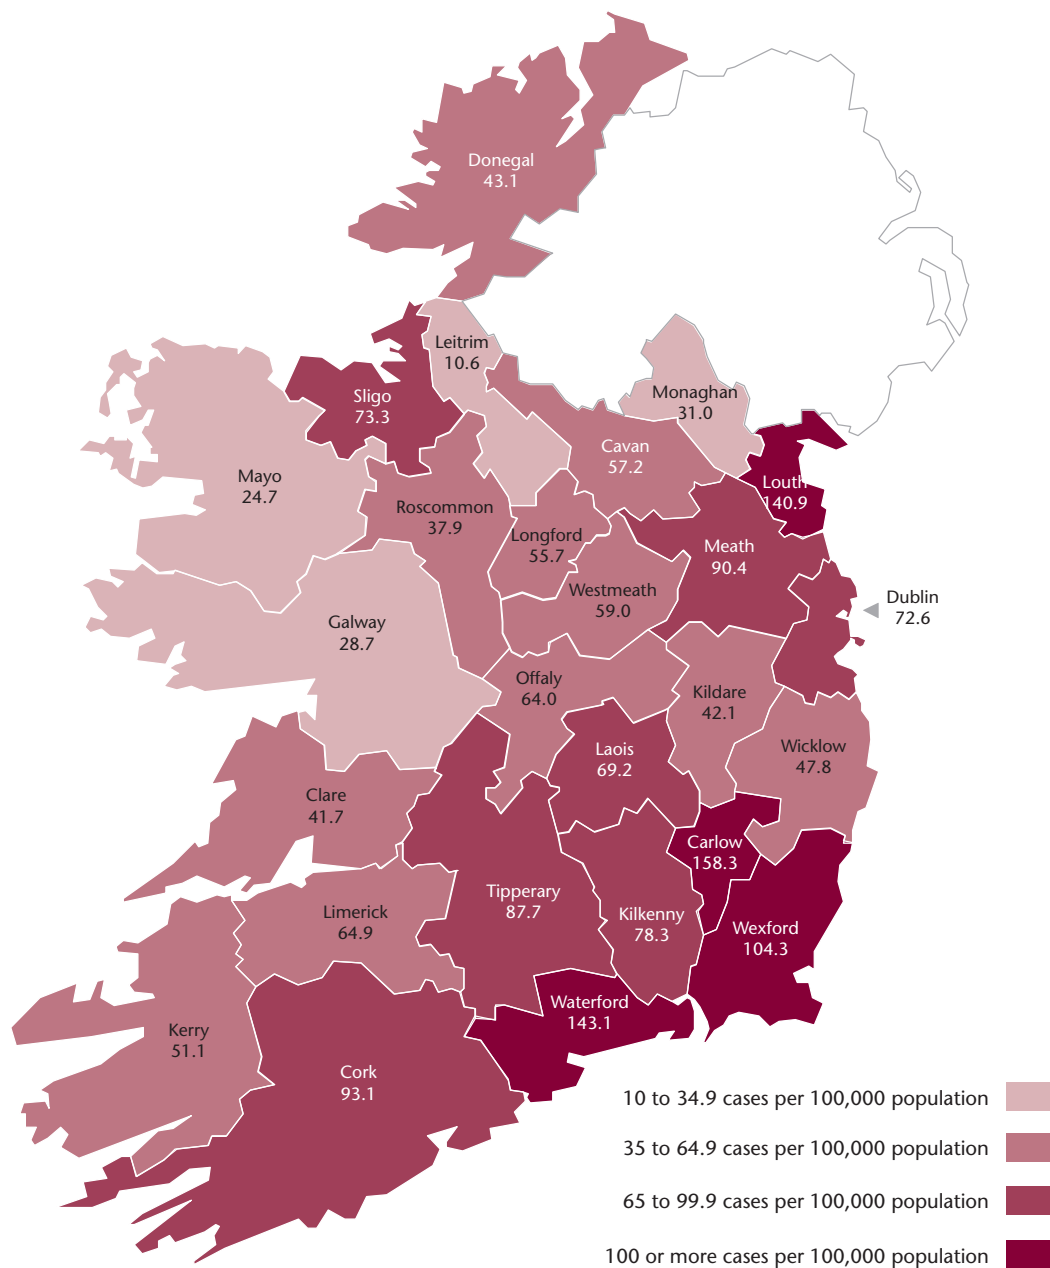 Donegal
43.1
Leitrim
10.6
Sligo
73.3
Monaghan
31.0
Cavan
57.2
Mayo
24.7
Louth
140.9
Roscommon
37.9
Longford
55.7
Meath
90.4
Westmeath
59.0
Dublin
72.6
Galway
28.7
Offaly
64.0
Kildare
42.1
Laois
69.2
Wicklow
47.8
Clare
41.7
Carlow
158.3
Tipperary
87.7
Limerick
64.9
Kilkenny
78.3
Wexford
104.3
Waterford
143.1
Kerry
51.1
Cork
93.1
10 to 34.9 cases per 100,000 population
35 to 64.9 cases per 100,000 population
65 to 99.9 cases per 100,000 population
100 or more cases per 100,000 population